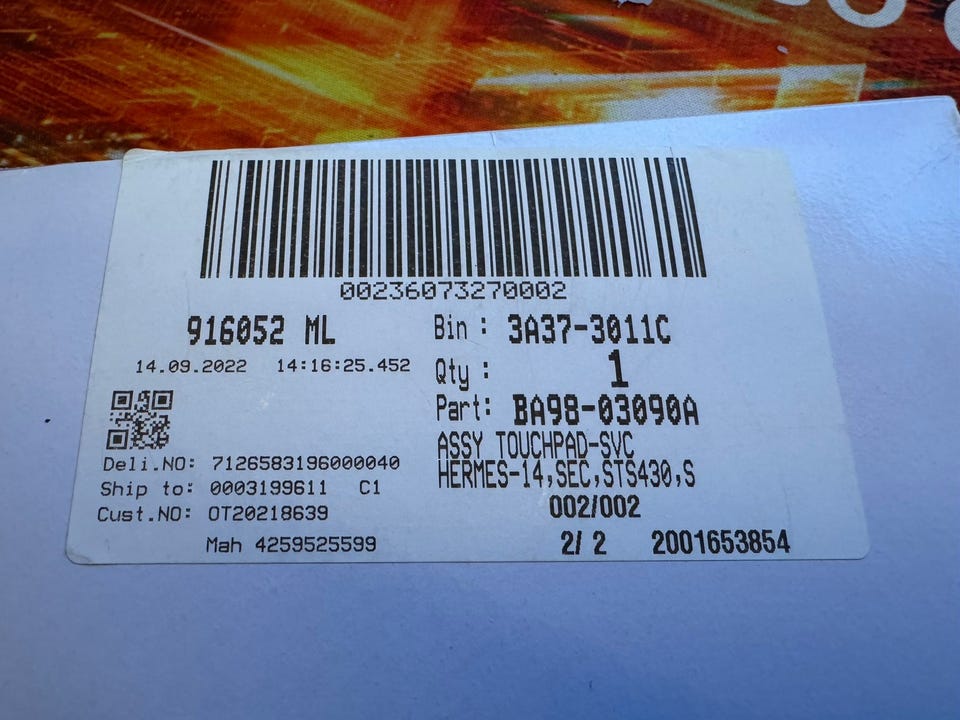 00236073270002
916052 ML
14.09.2022 14:16:25.452
Bin : 3A37-3011C
Qty : 1
Part: BA98-03090A
ASSY TOUCHPAD-SVC
HERMES-14,SEC,STS430,S
002/002
2/ 2 2001653854
Deli.NO: 7126583196000040
Ship to: 0003199611 C1
Cust.NO: OT20218639
Mah 4259525599